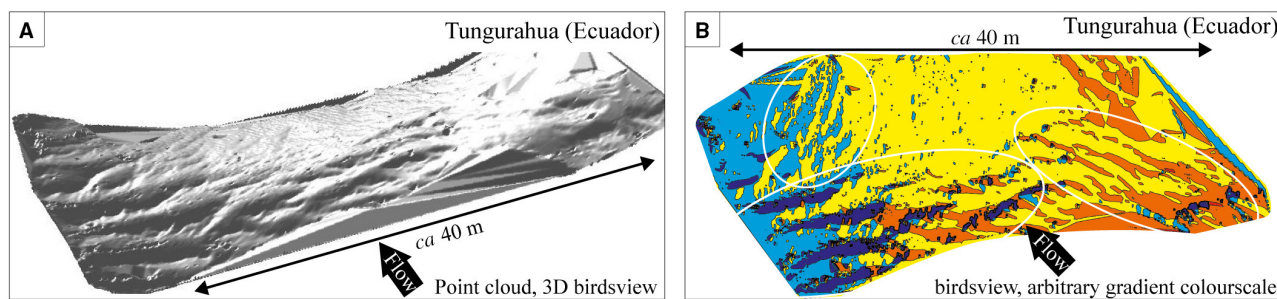 A
Tungurahua (Ecuador)
ca 40 m
Flow
Point cloud, 3D birdsview
B
Tungurahua (Ecuador)
ca 40 m
Flow
birdsview, arbitrary gradient colourscale